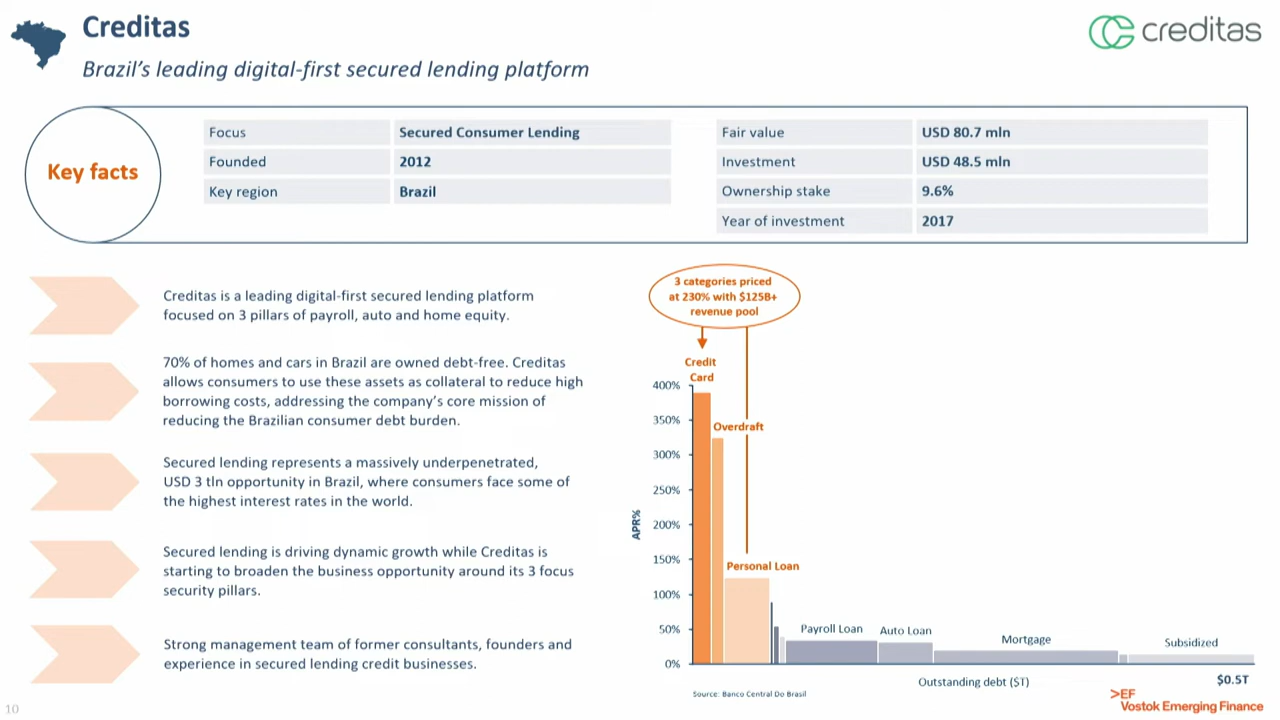 Creditas
creditas
Brazil's leading digital-first secured lending platform
Key facts
Focus Secured Consumer Lending
Founded 2012
Key region Brazil
Fair value USD 80.7 mln
Investment USD 48.5 mln
Ownership stake 9.6%
Year of investment 2017
Creditas is a leading digital-first secured lending platform
focused on 3 pillars of payroll, auto and home equity.
70% of homes and cars in Brazil are owned debt-free. Creditas
allows consumers to use these assets as collateral to reduce high
borrowing costs, addressing the company's core mission of
reducing the Brazilian consumer debt burden.
Secured lending represents a massively underpenetrated,
USD 3 tln opportunity in Brazil, where consumers face some of
the highest interest rates in the world.
Secured lending is driving dynamic growth while Creditas is
starting to broaden the business opportunity around its 3 focus
security pillars.
Strong management team of former consultants, founders and
experience in secured lending credit businesses.
3 categories priced
at 230% with $125B+
revenue pool
Credit
Card
Overdraft
Personal Loan
Payroll Loan
Auto Loan
Mortgage
Subsidized
400%
350%
300%
250%
200%
150%
100%
50%
0%
APR%
Outstanding debt ($T)
$0.5T
Source: Banco Central Do Brasil
10
>EF
Vostok Emerging Finance